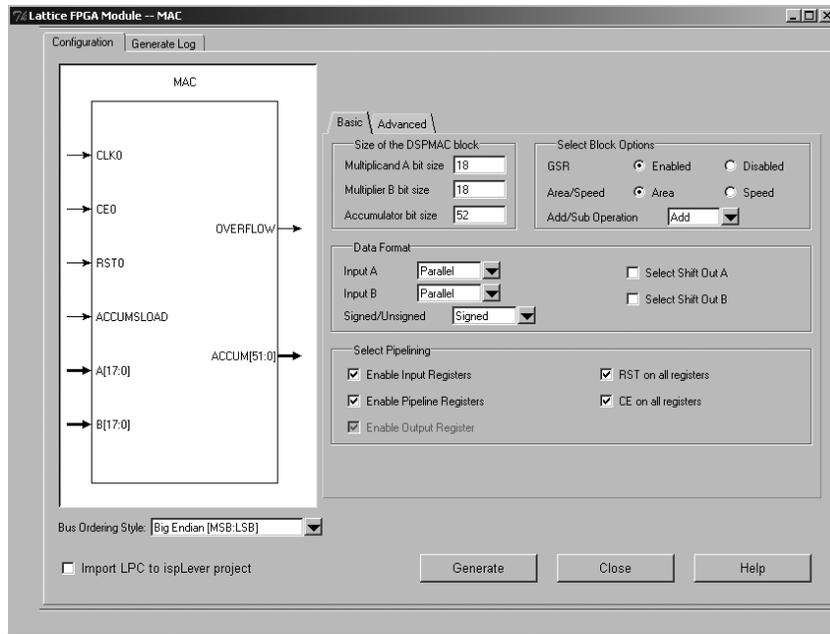 Lattice FPGA Module -- MAC
Configuration
Generate Log
MAC
CLK0
CE0
RST0
ACCUMSLOAD
A[17:0]
B[17:0]
OVERFLOW
ACCUM[51:0]
Bus Ordering Style: Big Endian [MSB:LSB]
Import LPC to ispLever project
Basic
Advanced
Size of the DSPMAC block
Multiplicand A bit size 18
Multiplier B bit size 18
Accumulator bit size 52
Select Block Options
GSR Enabled Disabled
Area/Speed Area Speed
Add/Sub Operation Add
Data Format
Input A Parallel
Input B Parallel
Signed/Unsigned Signed
Select Shift Out A
Select Shift Out B
Select Pipelining
Enable Input Registers
Enable Pipeline Registers
Enable Output Register
RST on all registers
CE on all registers
Generate
Close
Help